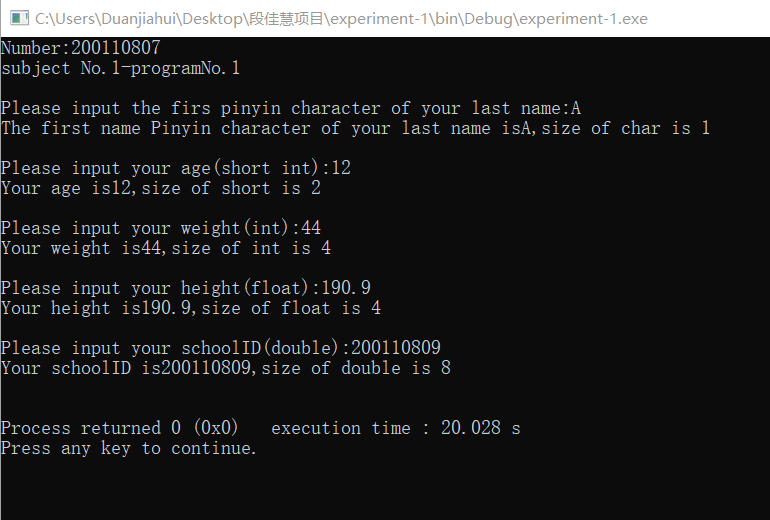 C:\Users\Duanjiahui\Desktop\段佳慧项目\experiment-1\bin\Debug\experiment-1.exe
Number:200110807
subject No.1-programNo.1
Please input the firs pinyin character of your last name:A
The first name Pinyin character of your last name isA,size of char is 1
Please input your age(short int):12
Your age is12,size of short is 2
Please input your weight(int):44
Your weight is44,size of int is 4
Please input your height(float):190.9
Your height is190.9,size of float is 4
Please input your schoolID(double):200110809
Your schoolID is200110809,size of double is 8
Process returned 0 (0x0)   execution time : 20.028 s
Press any key to continue.